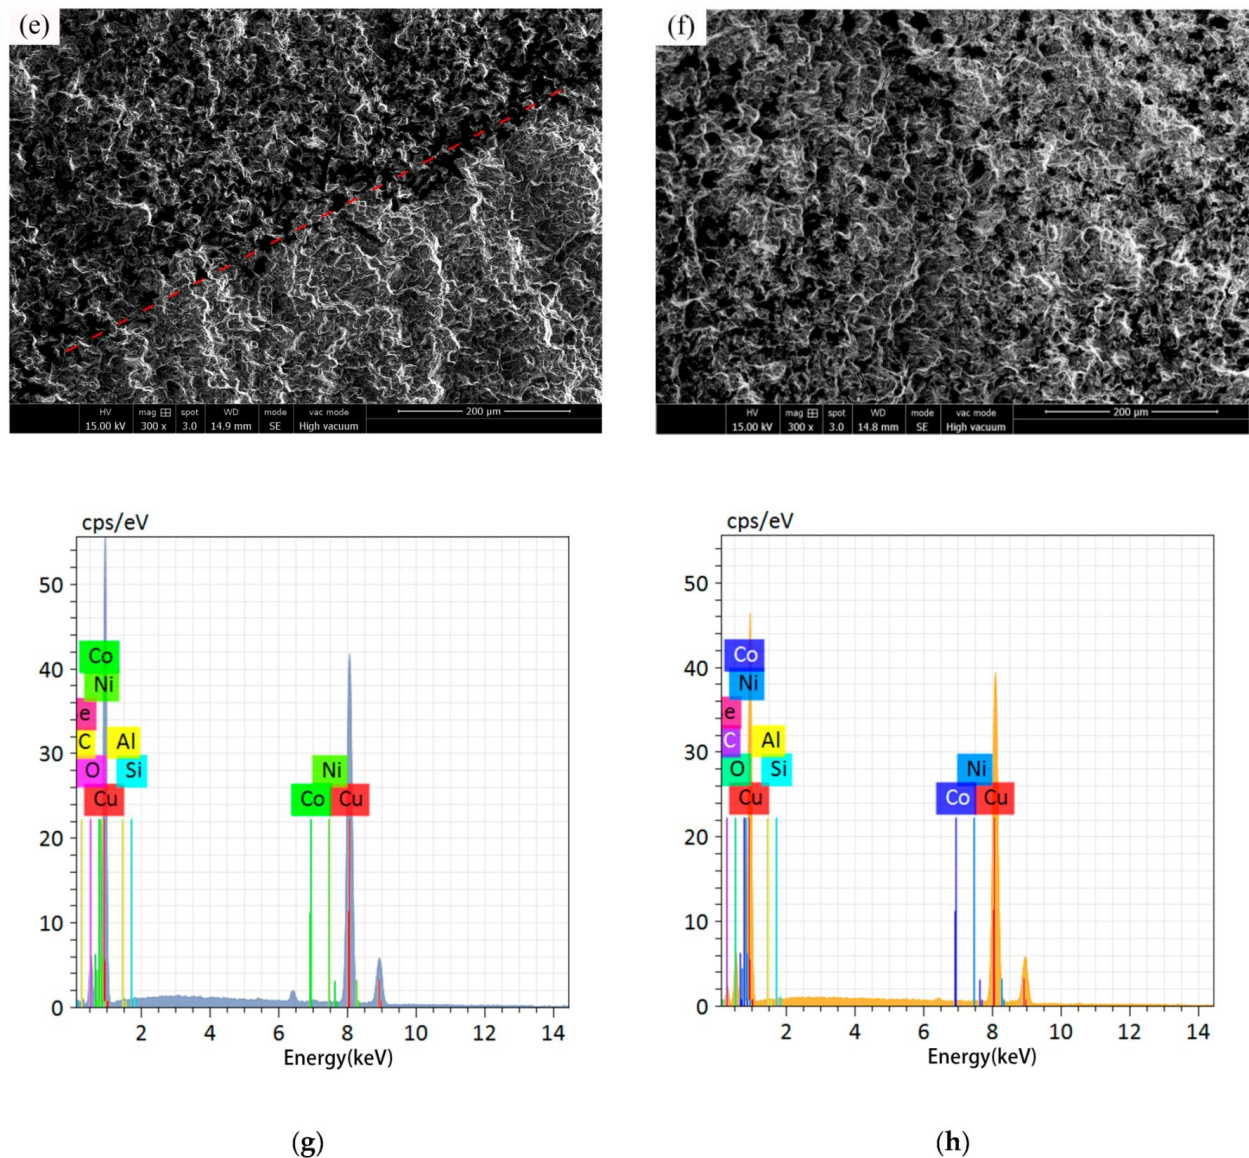 (e)
(f)
HV mag spot WD mode vac mode 200 µm
15.00 kV 300 x 3.0 14.9 mm SE High vacuum
HV mag spot WD mode vac mode 200 µm
15.00 kV 300 x 3.0 14.8 mm SE High vacuum
cps/eV
50
40
30
20
10
0
Co
Ni
e
C Al
O Si
Cu
Ni
Co Cu
2 4 6 8 10 12 14
Energy(keV)
cps/eV
50
40
30
20
10
0
Co
Ni
e
C Al
O Si
Cu
Ni
Co Cu
2 4 6 8 10 12 14
Energy(keV)
(g)
(h)